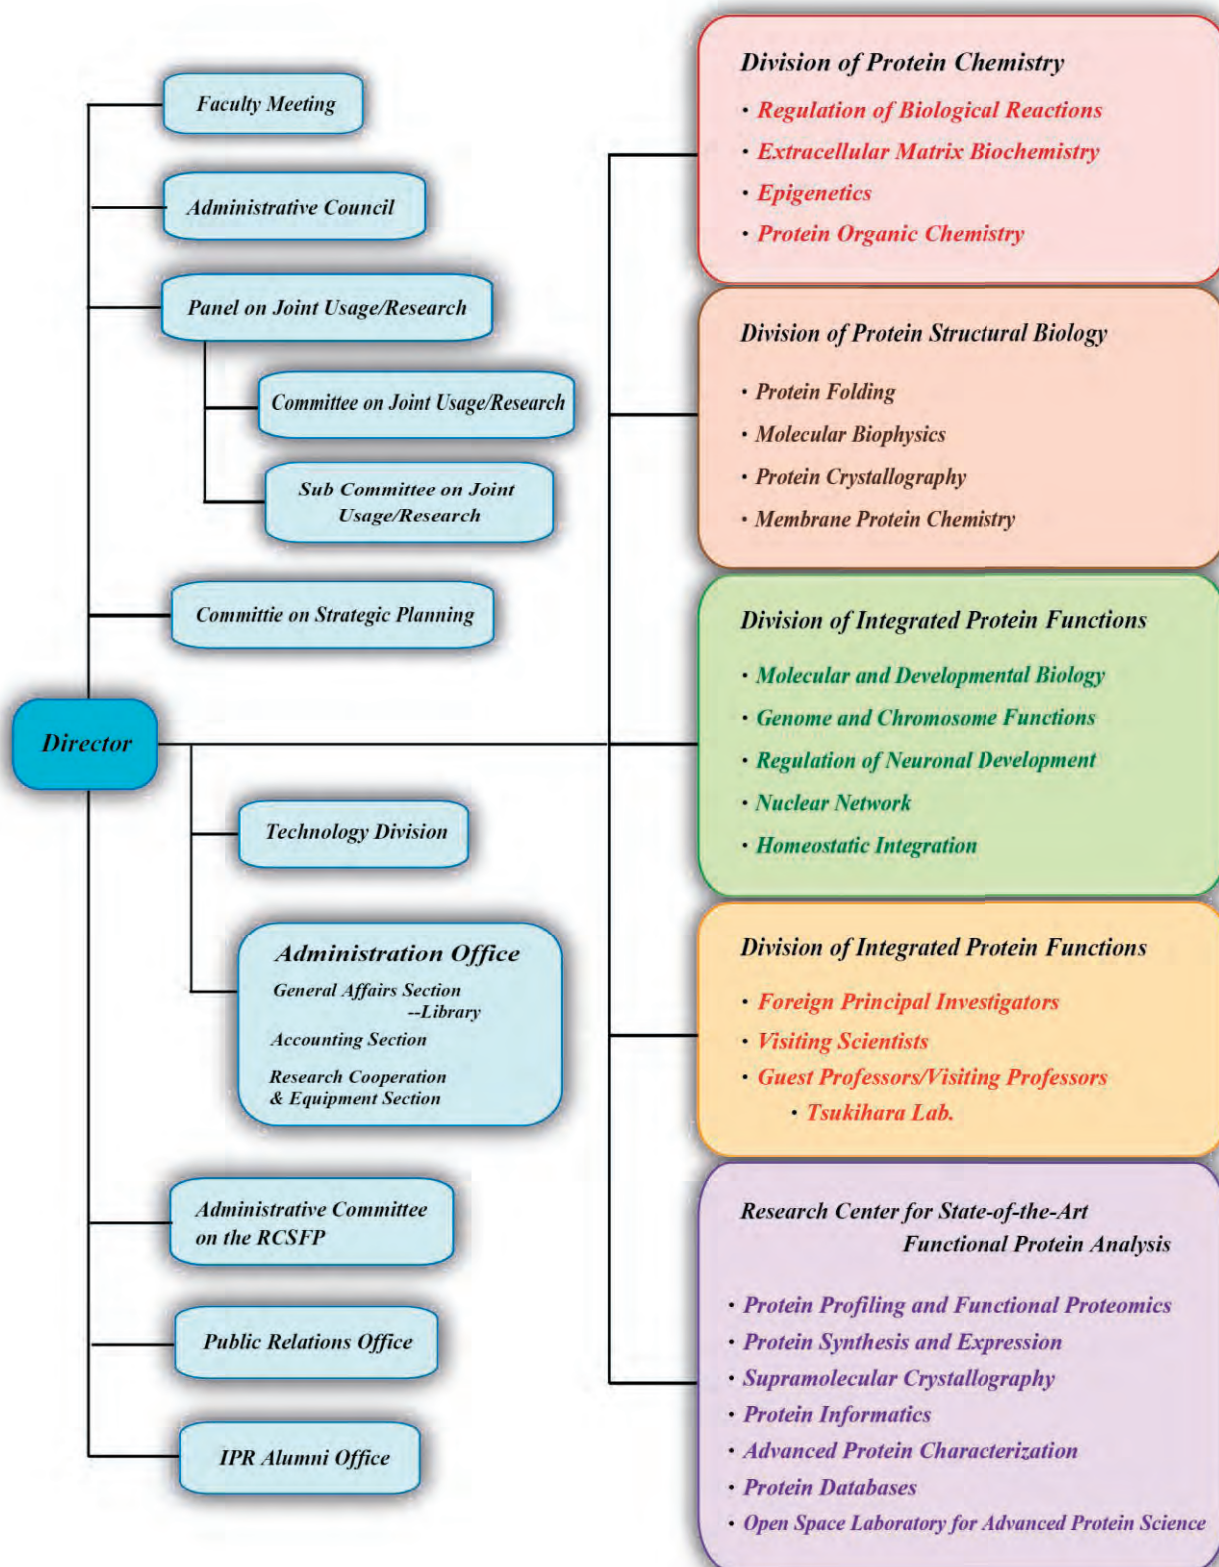 Faculty Meeting
Administrative Council
Panel on Joint Usage/Research
Committee on Joint Usage/Research
Sub Committee on Joint
Usage/Research
Committie on Strategic Planning
Director
Technology Division
Administration Office
General Affairs Section
--Library
Accounting Section
Research Cooperation
& Equipment Section
Administrative Committee
on the RCSFP
Public Relations Office
IPR Alumni Office
Division of Protein Chemistry
· Regulation of Biological Reactions
· Extracellular Matrix Biochemistry
· Epigenetics
· Protein Organic Chemistry
Division of Protein Structural Biology
· Protein Folding
· Molecular Biophysics
· Protein Crystallography
· Membrane Protein Chemistry
Division of Integrated Protein Functions
· Molecular and Developmental Biology
· Genome and Chromosome Functions
· Regulation of Neuronal Development
· Nuclear Network
· Homeostatic Integration
Division of Integrated Protein Functions
· Foreign Principal Investigators
· Visiting Scientists
· Guest Professors/Visiting Professors
· Tsukihara Lab.
Research Center for State-of-the-Art
Functional Protein Analysis
· Protein Profiling and Functional Proteomics
· Protein Synthesis and Expression
· Supramolecular Crystallography
· Protein Informatics
· Advanced Protein Characterization
· Protein Databases
· Open Space Laboratory for Advanced Protein Science